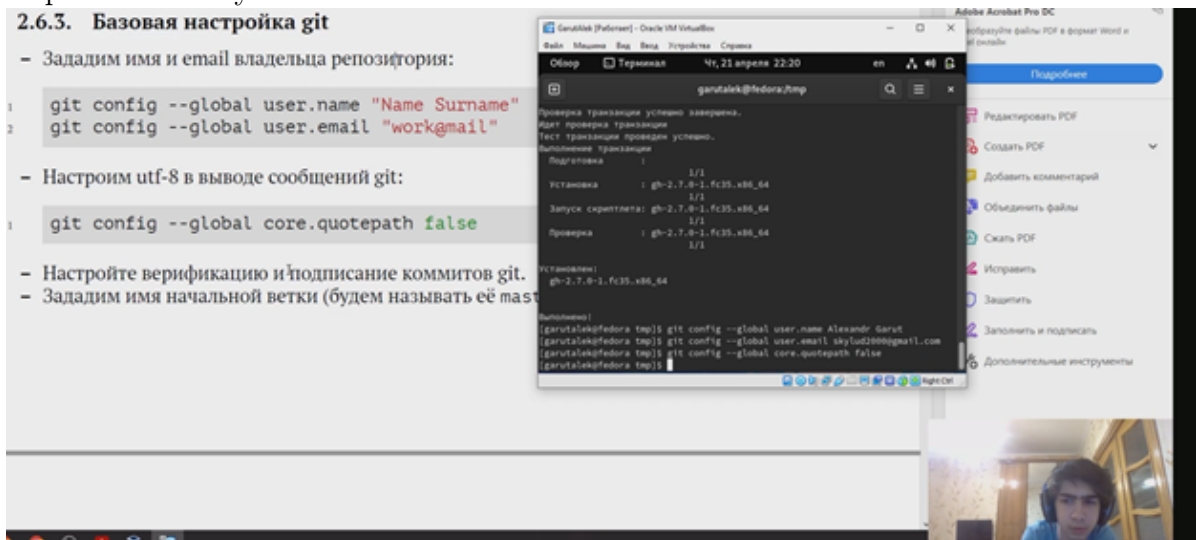 2.6.3. Базовая настройка git
– Зададим имя и email владельца репозитория:
1 git config --global user.name "Name Surname"
2 git config --global user.email "work@mail"
– Настроим utf-8 в выводе сообщений git:
1 git config --global core.quotepath false
– Настройте верификацию и подписание коммитов git.
– Зададим имя начальной ветки (будем называть её mast
GarutAlek [Работает] - Oracle VM VirtualBox
Файл Машина Вид Ввод Устройства Справка
Обзор Терминал Чт, 21 апреля 22:20 en
garutalek@fedora:/tmp
Проверка транзакции успешно завершена.
Идет проверка транзакции
Тест транзакции проведен успешно.
Выполнение транзакции
Подготовка :
1/1
Установка : gh-2.7.0-1.fc35.x86_64
1/1
Запуск скриптлета: gh-2.7.0-1.fc35.x86_64
1/1
Проверка : gh-2.7.0-1.fc35.x86_64
1/1
Установлен:
gh-2.7.0-1.fc35.x86_64
Выполнено!
[garutalek@fedora tmp]$ git config --global user.name Alexandr Garut
[garutalek@fedora tmp]$ git config --global user.email skylud2000@gmail.com
[garutalek@fedora tmp]$ git config --global core.quotepath false
[garutalek@fedora tmp]$
Right Ctrl
Adobe Acrobat Pro DC
еобразуйте файлы PDF в формат Word и
el онлайн
Подробнее
Редактировать PDF
Создать PDF
Добавить комментарий
Объединить файлы
Сжать PDF
Исправить
Защитить
Заполнить и подписать
Дополнительные инструменты